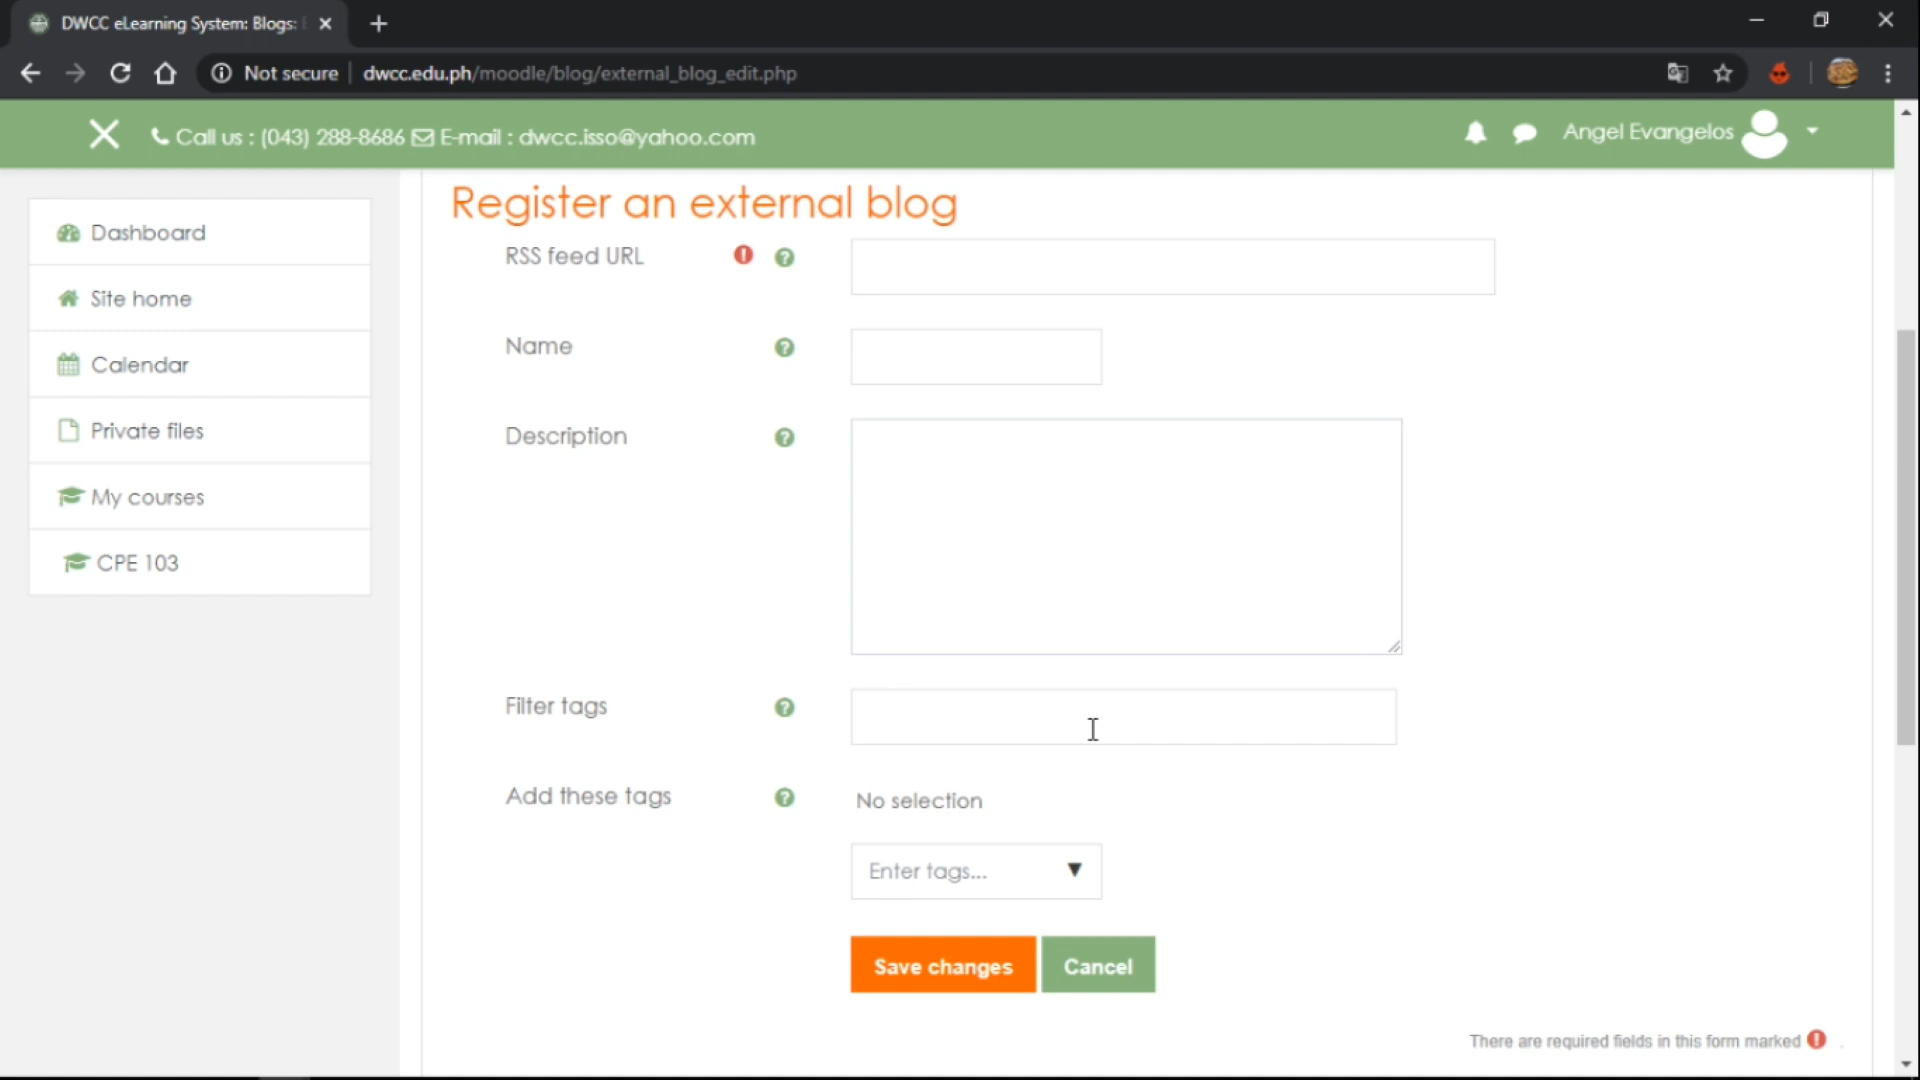 DWCC eLearning System: Blogs:
Not secure | dwcc.edu.ph/moodle/blog/external_blog_edit.php
Call us : (043) 288-8686 E-mail : dwcc.isso@yahoo.com
Angel Evangelos
Dashboard
Site home
Calendar
Private files
My courses
CPE 103
Register an external blog
RSS feed URL
Name
Description
Filter tags
Add these tags
No selection
Enter tags...
Save changes
Cancel
There are required fields in this form marked